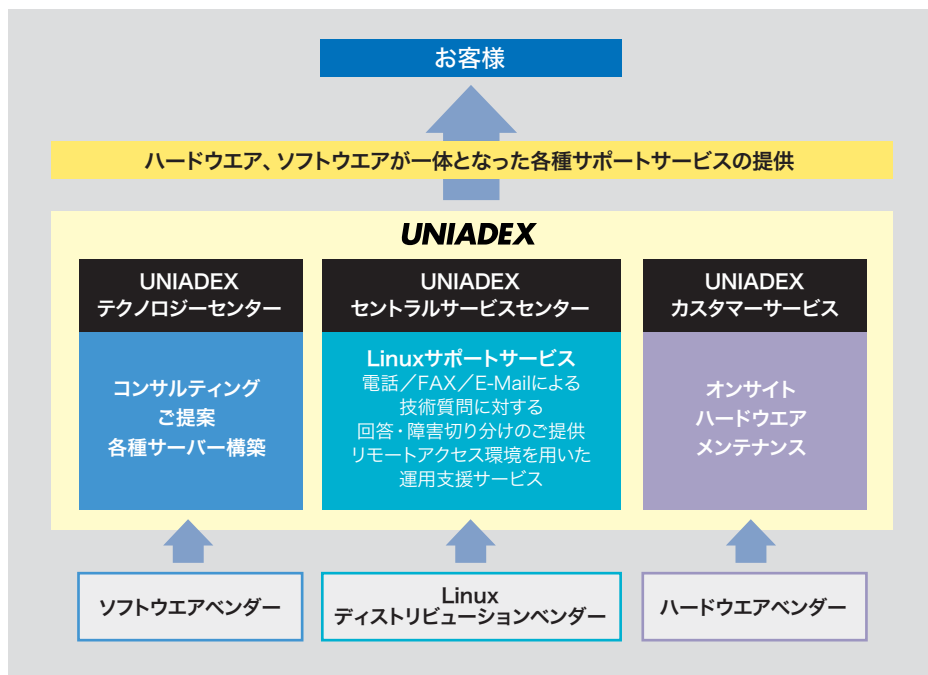 お客様
ハードウエア、ソフトウエアが一体となった各種サポートサービスの提供
UNIADEX
UNIADEX
テクノロジーセンター
コンサルティング
ご提案
各種サーバー構築
UNIADEX
セントラルサービスセンター
Linuxサポートサービス
電話／FAX／E-Mailによる
技術質問に対する
回答・障害切り分けのご提供
リモートアクセス環境を用いた
運用支援サービス
UNIADEX
カスタマーサービス
オンサイト
ハードウエア
メンテナンス
ソフトウエアベンダー
Linux
ディストリビューションベンダー
ハードウエアベンダー